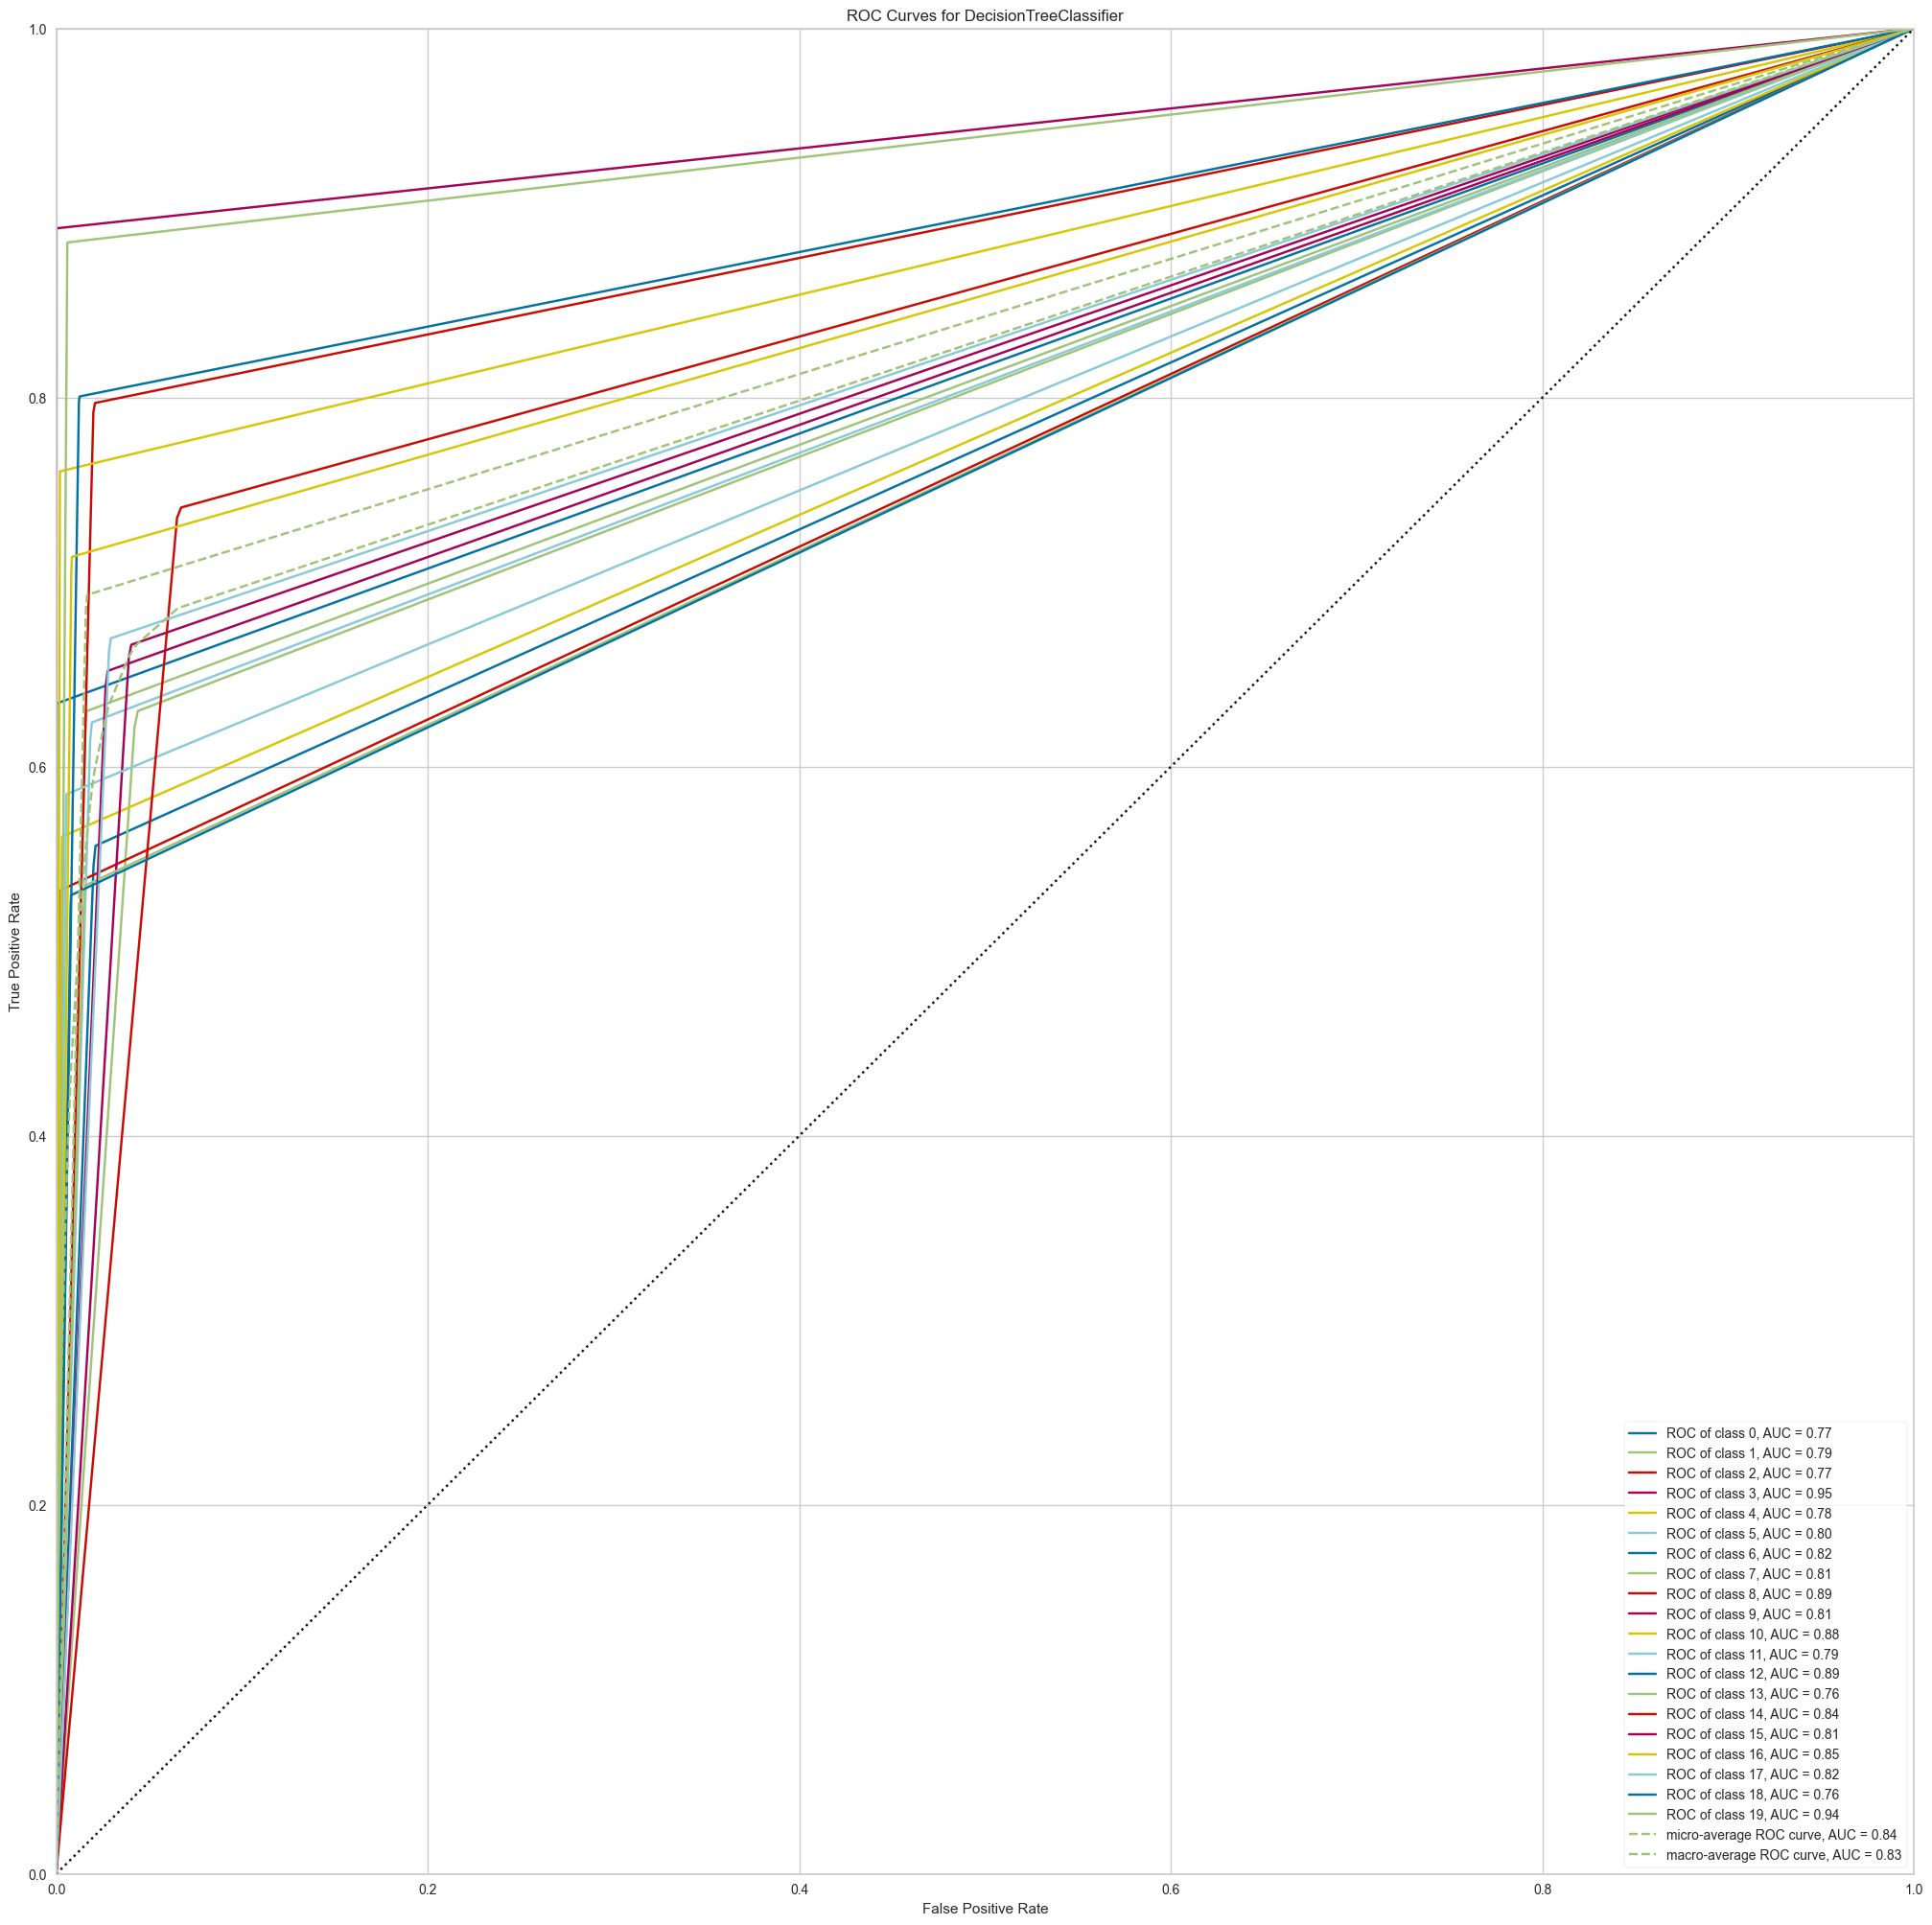 ROC Curves for DecisionTreeClassifier
1.0
0.8
0.6
0.4
0.2
0.0
True Positive Rate
0.0 0.2 0.4 0.6 0.8 1.0
False Positive Rate
ROC of class 0, AUC = 0.77
ROC of class 1, AUC = 0.79
ROC of class 2, AUC = 0.77
ROC of class 3, AUC = 0.95
ROC of class 4, AUC = 0.78
ROC of class 5, AUC = 0.80
ROC of class 6, AUC = 0.82
ROC of class 7, AUC = 0.81
ROC of class 8, AUC = 0.89
ROC of class 9, AUC = 0.81
ROC of class 10, AUC = 0.88
ROC of class 11, AUC = 0.79
ROC of class 12, AUC = 0.89
ROC of class 13, AUC = 0.76
ROC of class 14, AUC = 0.84
ROC of class 15, AUC = 0.81
ROC of class 16, AUC = 0.85
ROC of class 17, AUC = 0.82
ROC of class 18, AUC = 0.76
ROC of class 19, AUC = 0.94
micro-average ROC curve, AUC = 0.84
macro-average ROC curve, AUC = 0.83